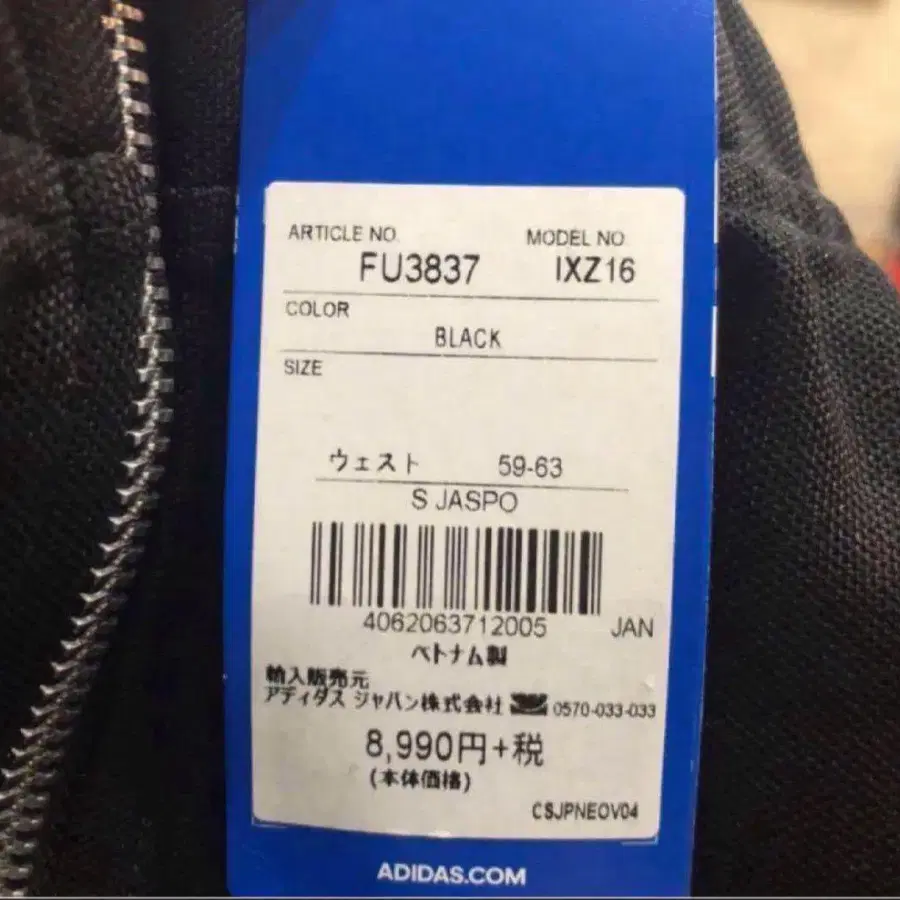 ARTICLE NO. MODEL NO.
FU3837 IXZ16
COLOR
BLACK
SIZE
ウェスト 59-63
S JASPO
4062063712005 JAN
ベトナム製
輸入販売元
アディダス ジャパン株式会社 0570-033-033
8,990円+税
(本体価格)
CSJPNEOV04
ADIDAS.COM